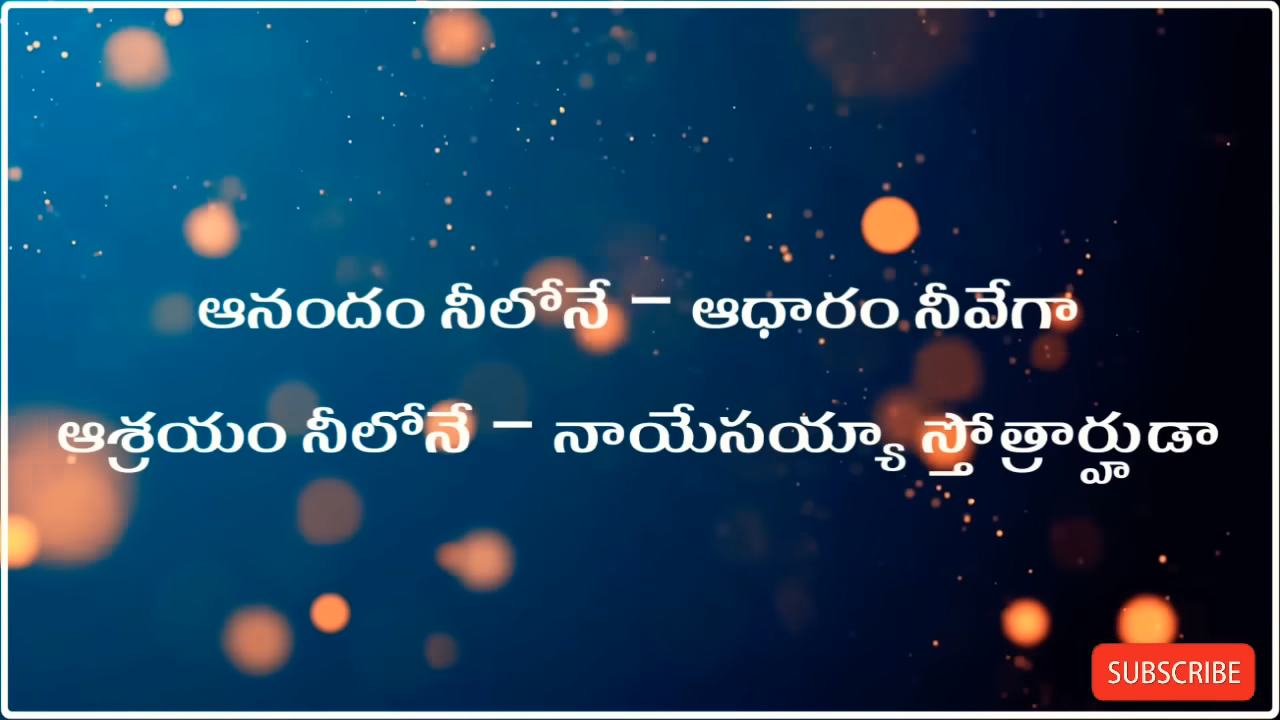 ఆనందం నీలోనే - ఆధారం నీవేగా
ఆశ్రయం నీలోనే - నాయేసయ్యా స్తోత్రార్హుడా
SUBSCRIBE